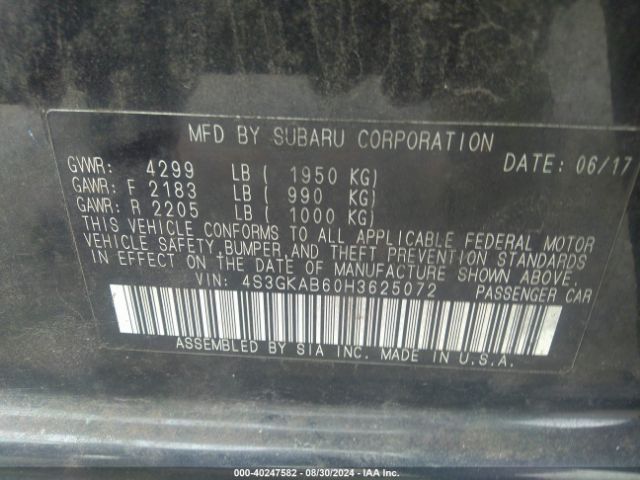 MFD BY SUBARU CORPORATION
GVWR: 4299 LB ( 1950 KG) DATE: 06/17
GAWR: F 2183 LB ( 990 KG)
GAWR: R 2205 LB ( 1000 KG)
THIS VEHICLE CONFORMS TO ALL APPLICABLE FEDERAL MOTOR
VEHICLE SAFETY, BUMPER, AND THEFT PREVENTION STANDARDS
IN EFFECT ON THE DATE OF MANUFACTURE SHOWN ABOVE.
VIN: 4S3GKAB60H3625072 PASSENGER CAR
ASSEMBLED BY SIA INC. MADE IN U.S.A.
000-40247582 - 08/30/2024 - IAA Inc.